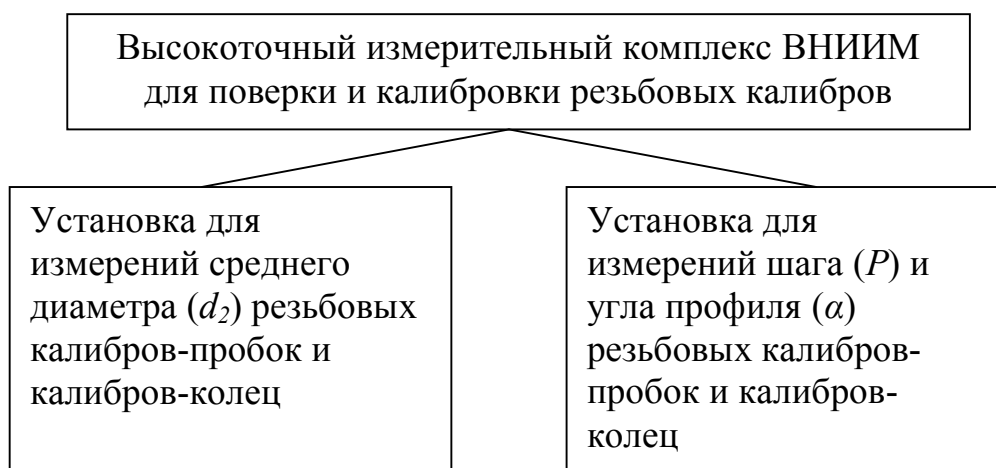 Высокоточный измерительный комплекс ВНИИМ
для поверки и калибровки резьбовых калибров
Установка для
измерений среднего
диаметра (d₂) резьбовых
калибров-пробок и
калибров-колец
Установка для
измерений шага (P) и
угла профиля (α)
резьбовых калибров-
пробок и калибров-
колец